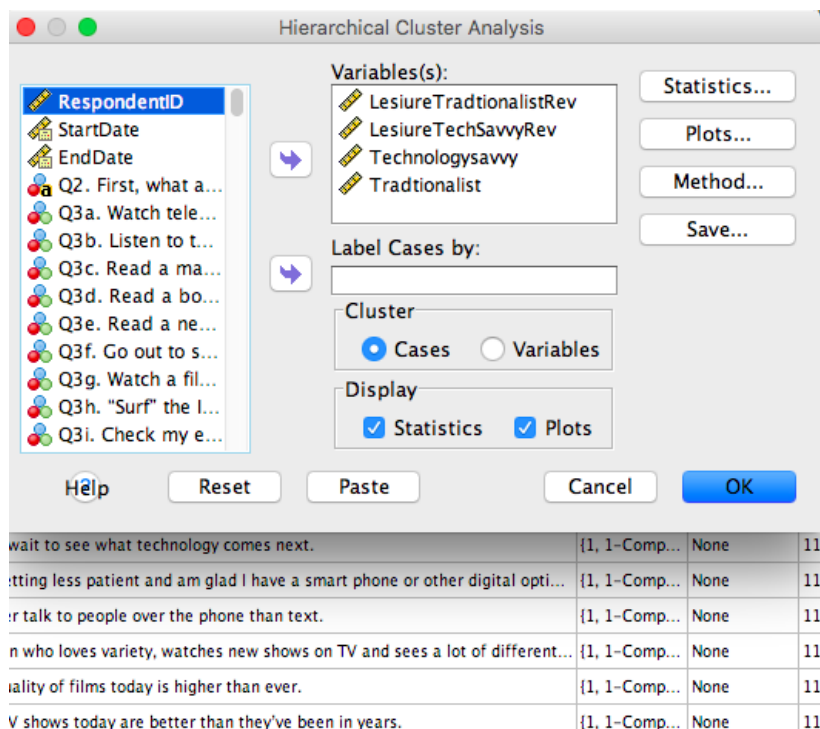 Hierarchical Cluster Analysis
RespondentID
StartDate
EndDate
Q2. First, what a...
Q3a. Watch tele...
Q3b. Listen to t...
Q3c. Read a ma...
Q3d. Read a bo...
Q3e. Read a ne...
Q3f. Go out to s...
Q3g. Watch a fil...
Q3h. "Surf" the I...
Q3i. Check my e...
Variables(s):
LesiureTradtionalistRev
LesiureTechSavvyRev
Technologysavvy
Tradtionalist
Label Cases by:
Cluster
Cases Variables
Display
Statistics Plots
Statistics...
Plots...
Method...
Save...
Help Reset Paste Cancel OK
wait to see what technology comes next. {1, 1-Comp... None 11
etting less patient and am glad I have a smart phone or other digital opti... {1, 1-Comp... None 11
er talk to people over the phone than text. {1, 1-Comp... None 11
n who loves variety, watches new shows on TV and sees a lot of different... {1, 1-Comp... None 11
uality of films today is higher than ever. {1, 1-Comp... None 11
V shows today are better than they've been in years. {1, 1-Comp... None 11